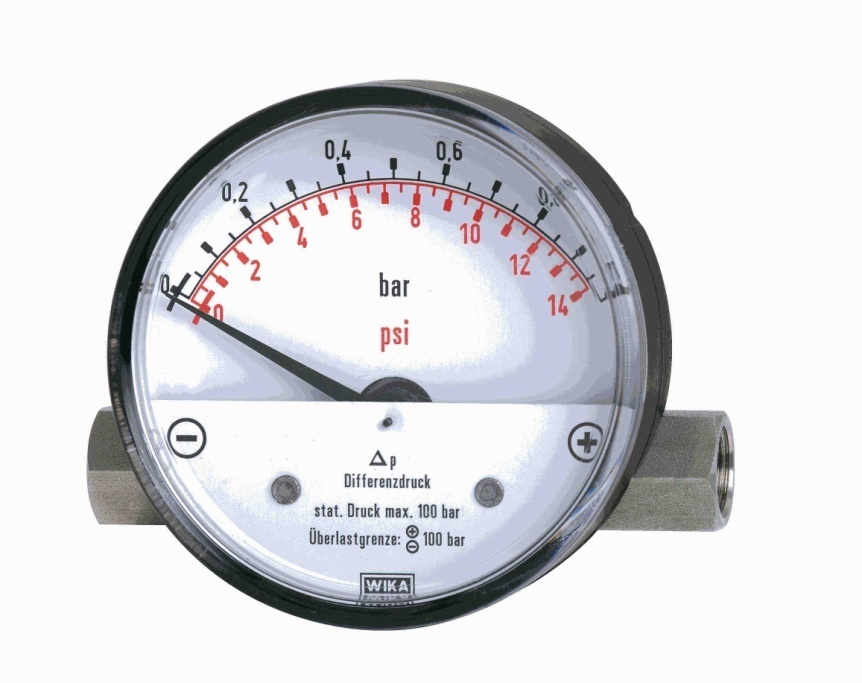 0,4 0,6
0,2
6 8
4 10
2 12
0
bar
14
0
psi
Δp
Differenzdruck
stat. Druck max. 100 bar
Überlastgrenze: ⊕ ⊖ 100 bar
WIKA